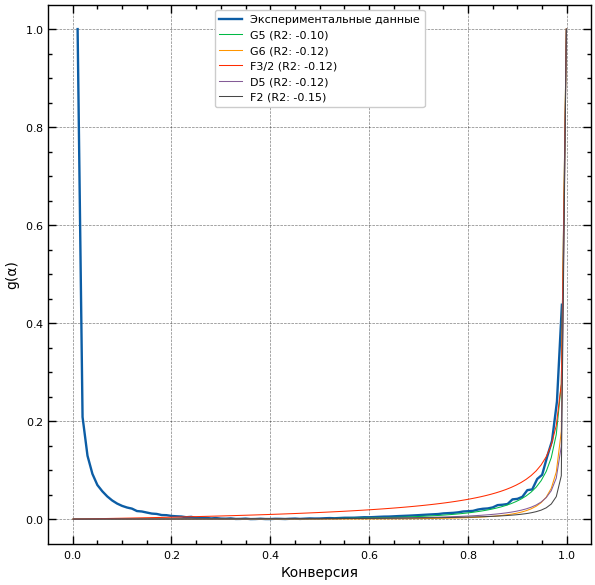 Экспериментальные данные
G5 (R2: -0.10)
G6 (R2: -0.12)
F3/2 (R2: -0.12)
D5 (R2: -0.12)
F2 (R2: -0.15)
1.0
0.8
0.6
0.4
0.2
0.0
g(α)
0.0 0.2 0.4 0.6 0.8 1.0
Конверсия